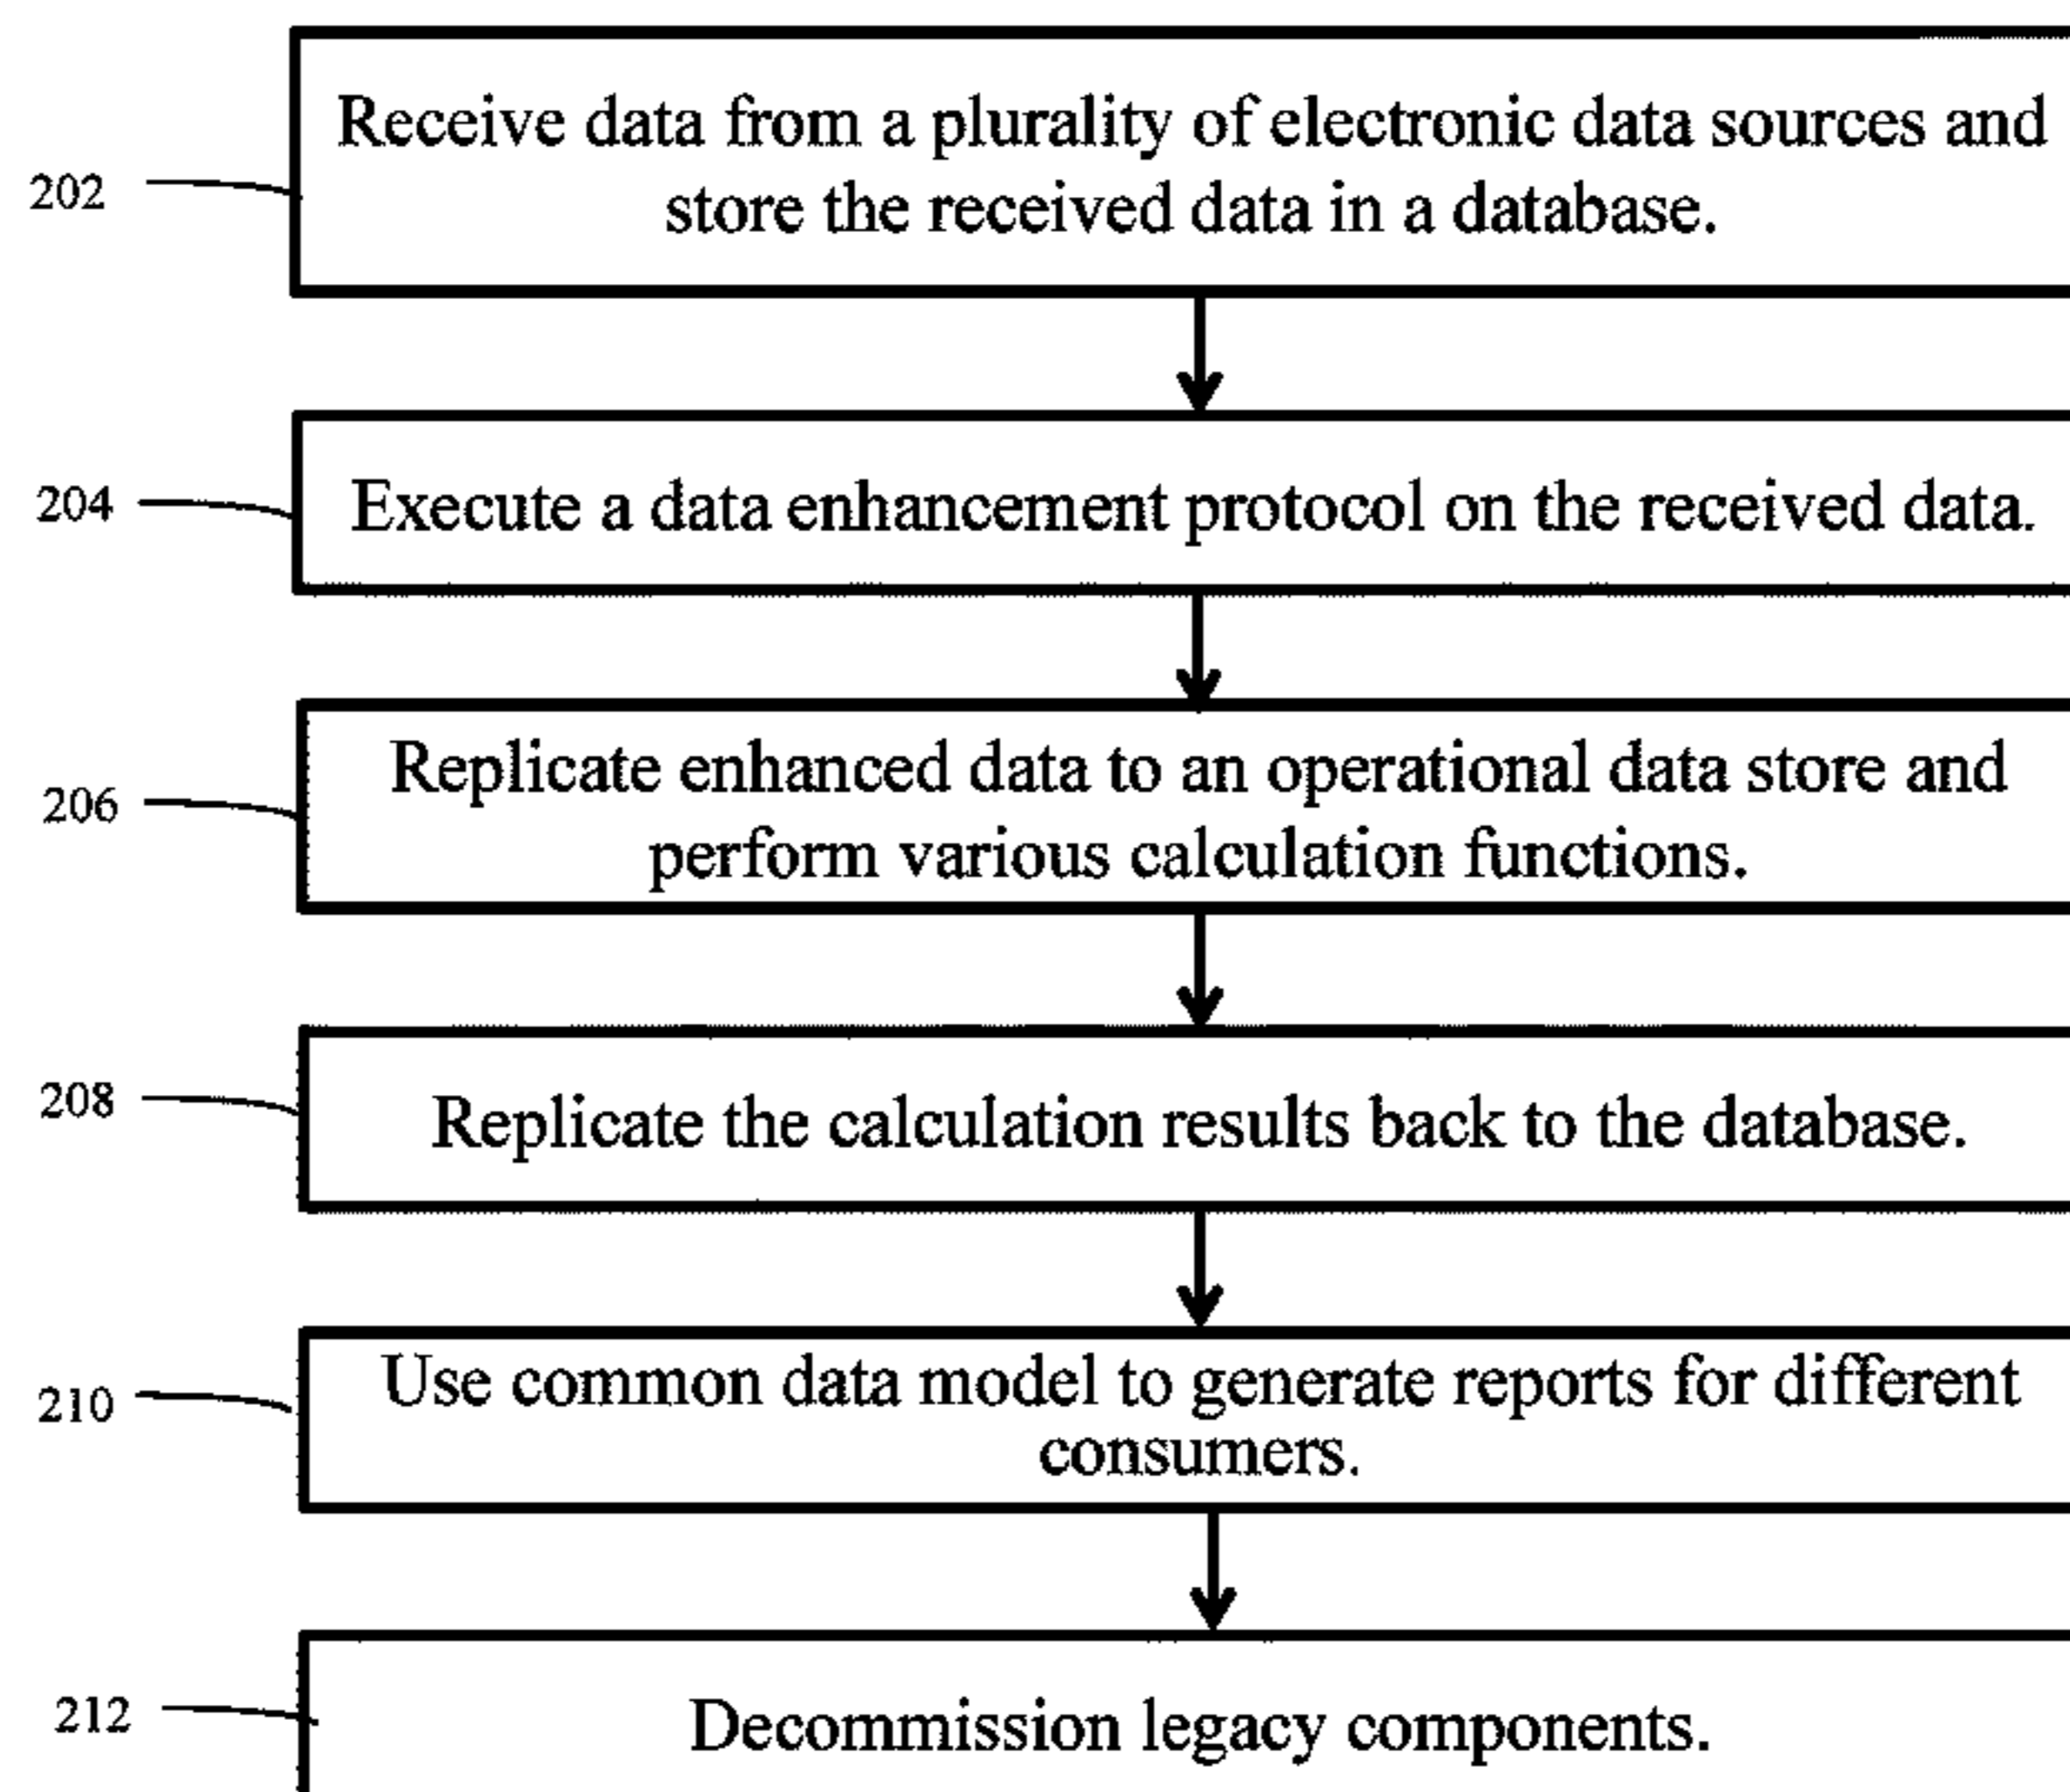 Receive data from a plurality of electronic data sources and
202
store the received data in a database.
204
Execute a data enhancement protocol on the received data.
Replicate enhanced data to an operational data store and
206
perform various calculation functions.
208
Replicate the calculation results back to the database.
Use common data model to generate reports for different
210
consumers.
212
Decommission legacy components.